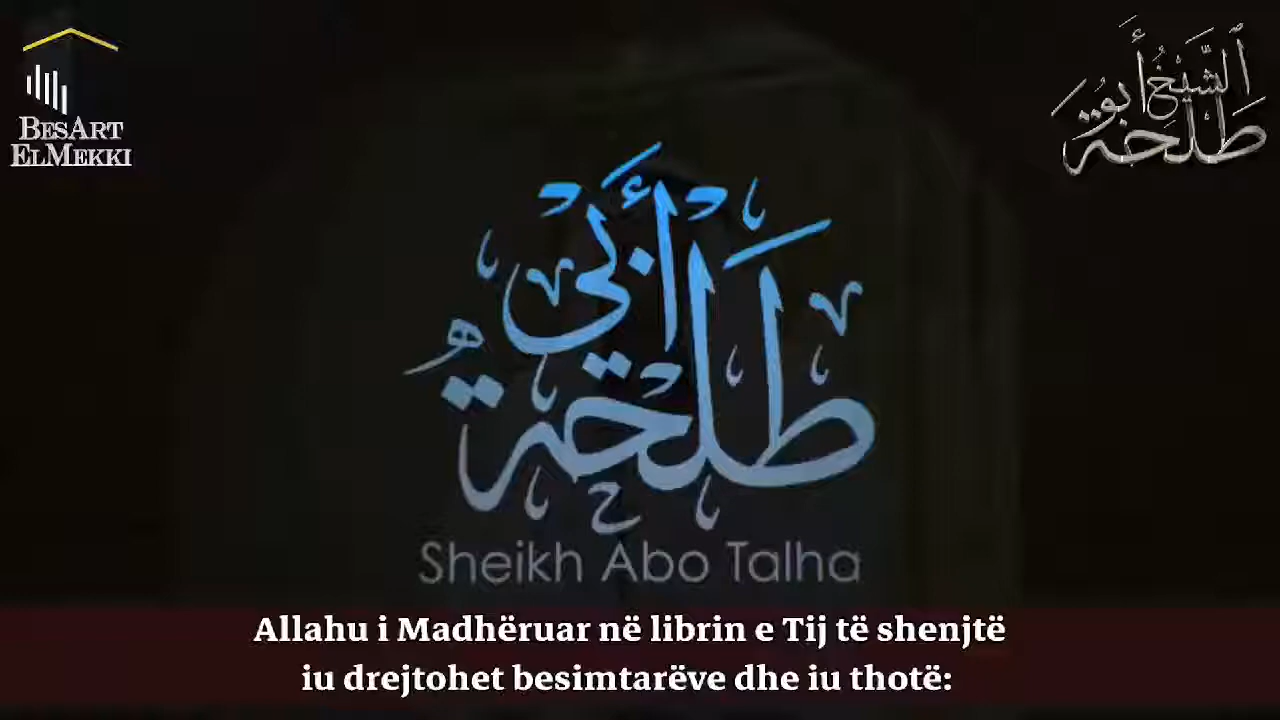 BESART
ELMEKKI
الشيخ أبو
طلحة
أبي
طلحة
Sheikh Abo Talha
Allahu i Madhëruar në librin e Tij të shenjtë
iu drejtohet besimtarëve dhe iu thotë: